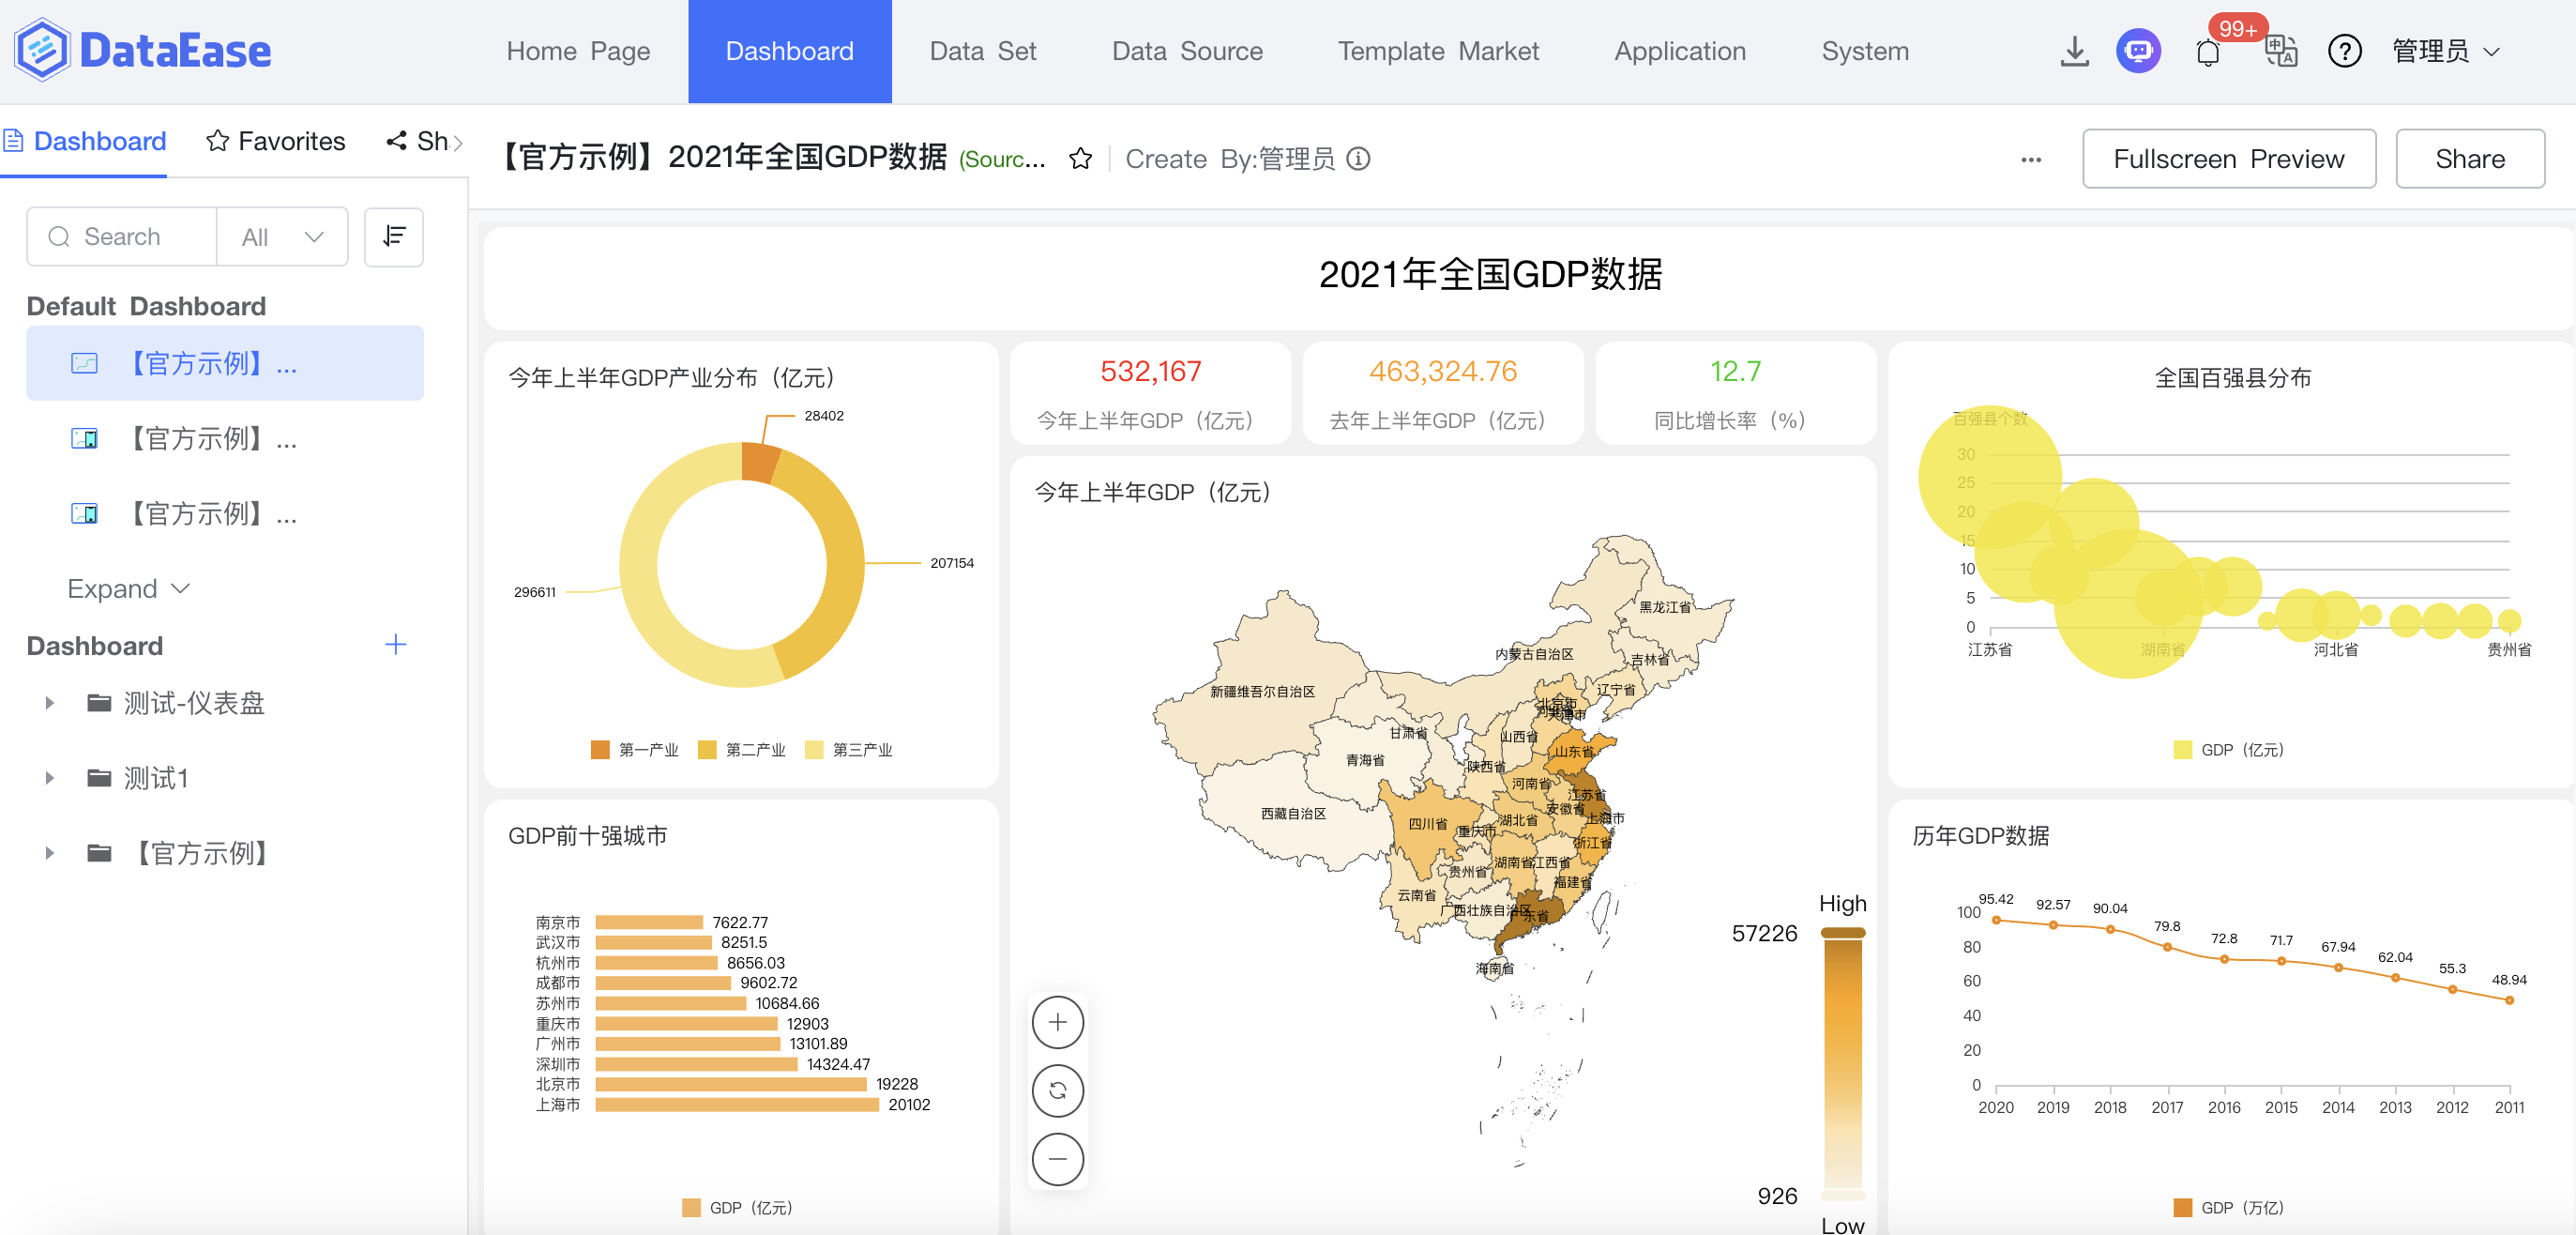 DataEase
Home Page
Dashboard
Data Set
Data Source
Template Market
Application
System
99+
管理员
Dashboard
Favorites
Sh
【官方示例】2021年全国GDP数据 (Sourc...
Create By:管理员
Fullscreen Preview
Share
Search
All
Default Dashboard
【官方示例】 ...
【官方示例】 ...
【官方示例】 ...
Expand
Dashboard
测试-仪表盘
测试1
【官方示例】
2021年全国GDP数据
今年上半年GDP产业分布（亿元）
28402
207154
296611
第一产业
第二产业
第三产业
532,167
今年上半年GDP（亿元）
463,324.76
去年上半年GDP（亿元）
12.7
同比增长率（%）
今年上半年GDP（亿元）
黑龙江省
内蒙古自治区
吉林省
新疆维吾尔自治区
辽宁省
北京市
天津市
甘肃省
山西省
山东省
青海省
陕西省
河南省
江苏省
西藏自治区
安徽省
四川省
湖北省
上海市
重庆市
浙江省
湖南省
江西省
贵州省
福建省
云南省
广西壮族自治区
广东省
海南省
High
57226
926
Low
全国百强县分布
百强县个数
30
25
20
15
10
5
0
江苏省
湖南省
河北省
贵州省
GDP（亿元）
GDP前十强城市
南京市 7622.77
武汉市 8251.5
杭州市 8656.03
成都市 9602.72
苏州市 10684.66
重庆市 12903
广州市 13101.89
深圳市 14324.47
北京市 19228
上海市 20102
GDP（亿元）
历年GDP数据
95.42
92.57
90.04
79.8
72.8
71.7
67.94
62.04
55.3
48.94
100
80
60
40
20
0
2020 2019 2018 2017 2016 2015 2014 2013 2012 2011
GDP（万亿）